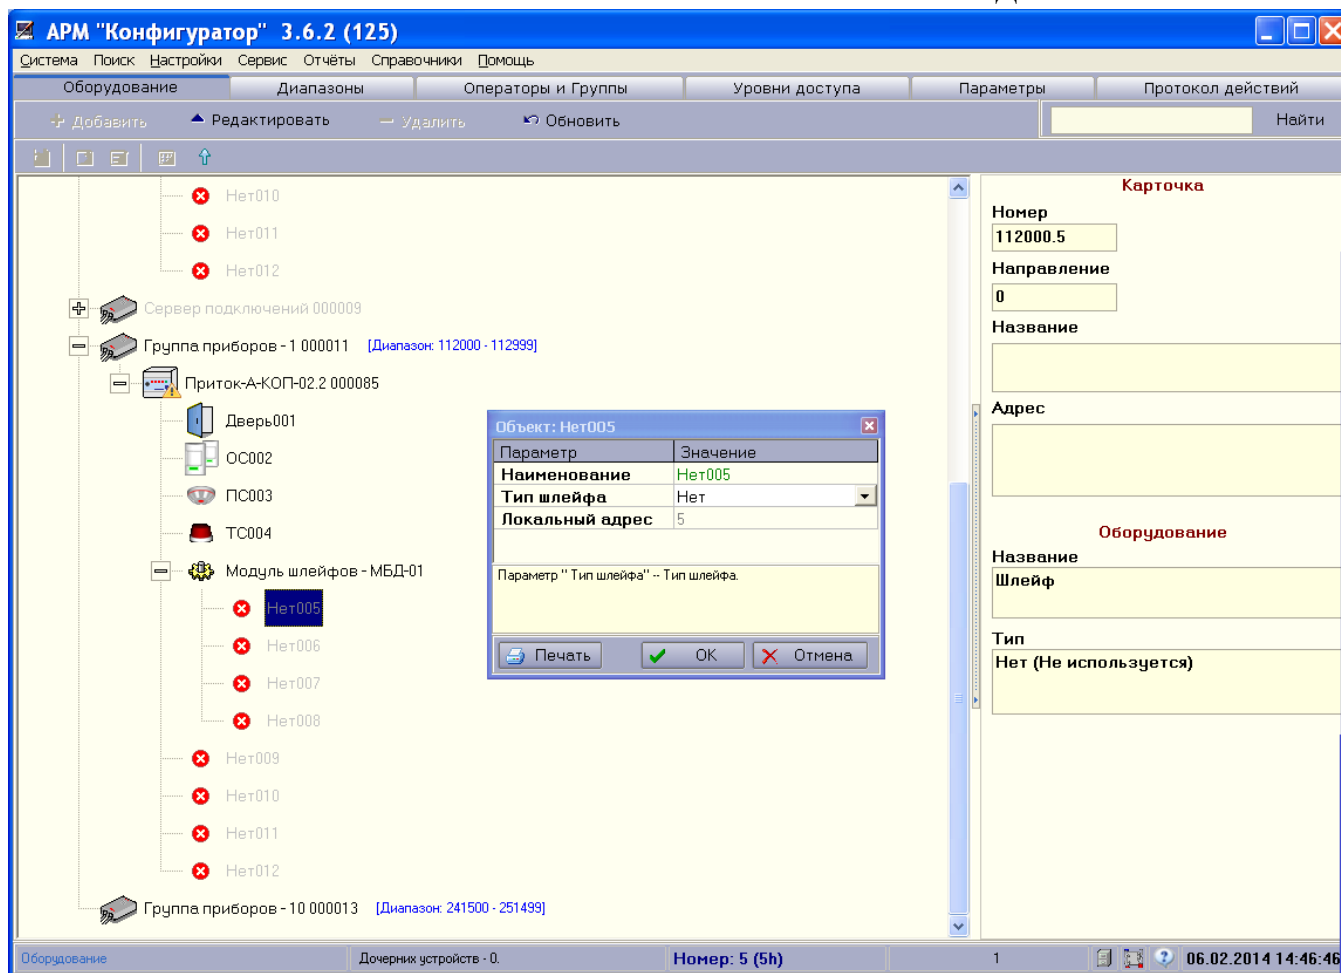 АРМ "Конфигуратор" 3.6.2 (125)
Система Поиск Настройки Сервис Отчёты Справочники Помощь
Оборудование Диапазоны Операторы и Группы Уровни доступа Параметры Протокол действий
Добавить Редактировать Удалить Обновить Найти
Нет010
Нет011
Нет012
Сервер подключений 000009
Группа приборов - 1 000011 [Диапазон: 112000 - 112999]
Приток-А-КОП-02.2 000085
Дверь001
ОС002
ПС003
ТС004
Модуль шлейфов - МБД-01
Нет005
Нет006
Нет007
Нет008
Нет009
Нет010
Нет011
Нет012
Группа приборов - 10 000013 [Диапазон: 241500 - 251499]
Объект: Нет005
Параметр Значение
Наименование Нет005
Тип шлейфа Нет
Локальный адрес 5
Параметр " Тип шлейфа" -- Тип шлейфа.
Печать OK Отмена
Карточка
Номер
112000.5
Направление
0
Название
Адрес
Оборудование
Название
Шлейф
Тип
Нет (Не используется)
Оборудование Дочерних устройств - 0. Номер: 5 (5h) 1 06.02.2014 14:46:46